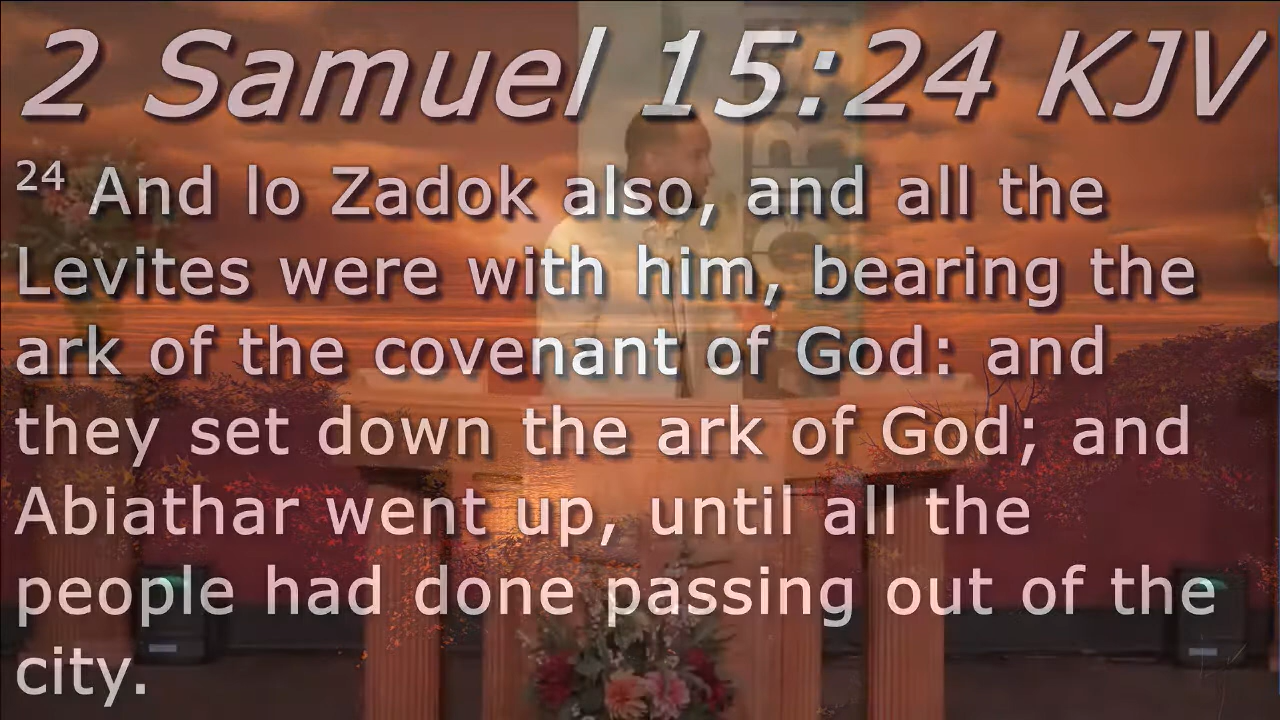 2 Samuel 15:24 KJV
24 And lo Zadok also, and all the
Levites were with him, bearing the
ark of the covenant of God: and
they set down the ark of God; and
Abiathar went up, until all the
people had done passing out of the
city.